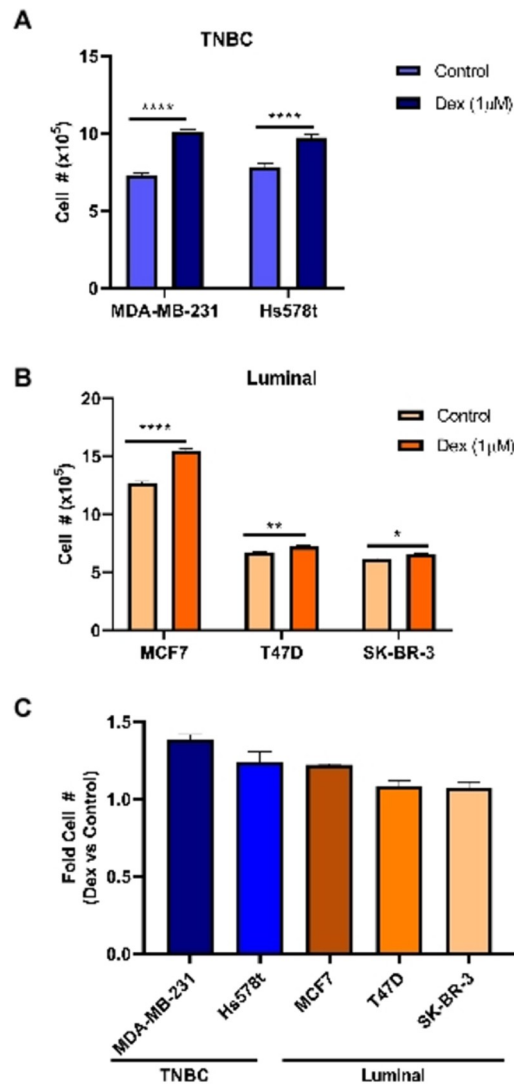 A
TNBC
Control
Dex (1μM)
Cell # (x10⁵)
15
10
5
0
****
****
MDA-MB-231
Hs578t
B
Luminal
Control
Dex (1μM)
Cell # (x10⁵)
20
15
10
5
0
****
**
*
MCF7
T47D
SK-BR-3
C
Fold Cell #
(Dex vs Control)
1.5
1.0
0.5
0.0
MDA-MB-231
Hs578t
MCF7
T47D
SK-BR-3
TNBC
Luminal